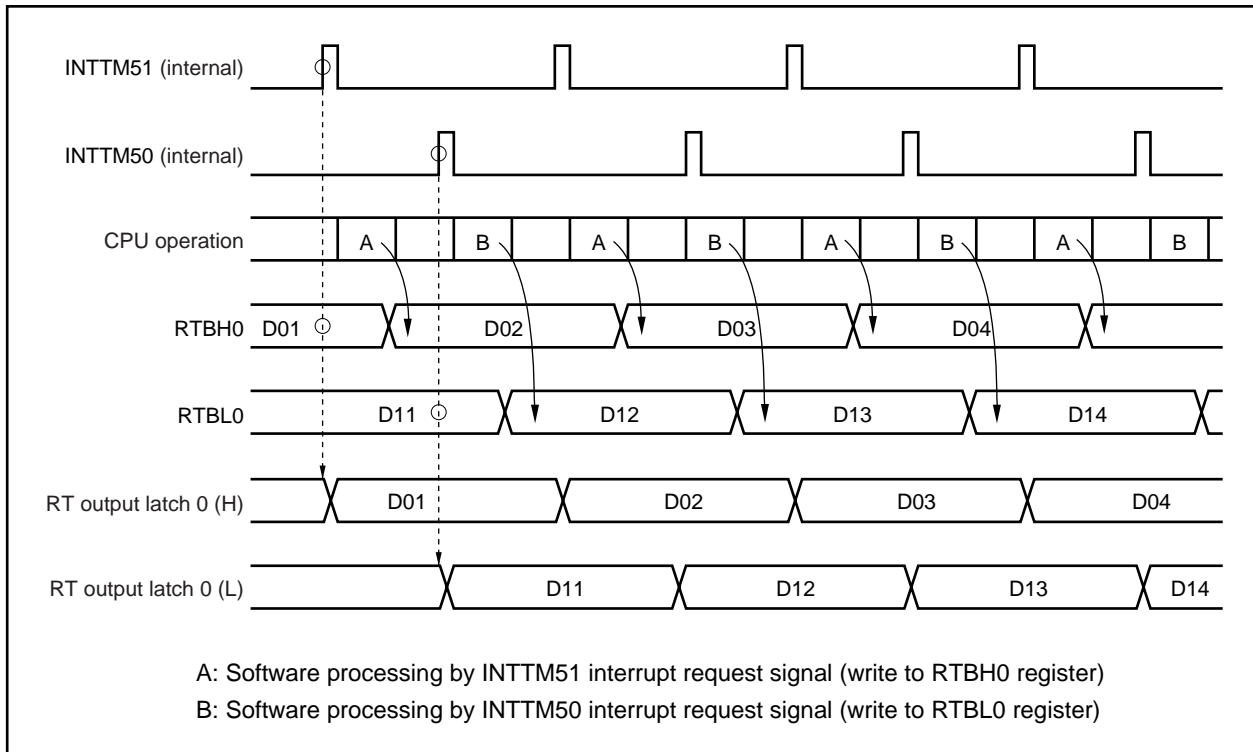 INTTM51 (internal)
INTTM50 (internal)
CPU operation A B A B A B A B
RTBH0 D01 D02 D03 D04
RTBL0 D11 D12 D13 D14
RT output latch 0 (H) D01 D02 D03 D04
RT output latch 0 (L) D11 D12 D13 D14
A: Software processing by INTTM51 interrupt request signal (write to RTBH0 register)
B: Software processing by INTTM50 interrupt request signal (write to RTBL0 register)